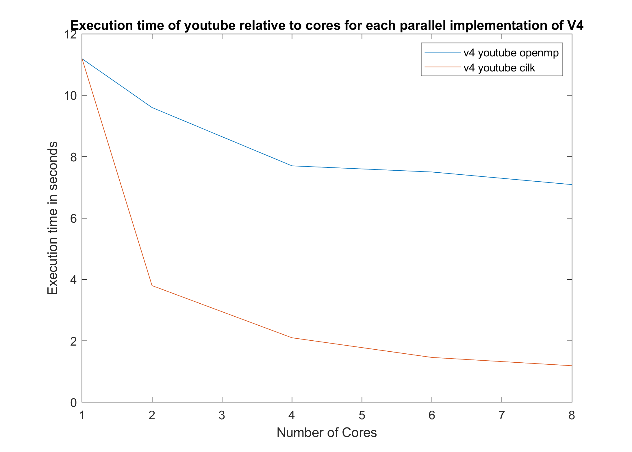 Execution time of youtube relative to cores for each parallel implementation of V4
12
10
8
6
4
2
0
Execution time in seconds
v4 youtube openmp
v4 youtube cilk
1 2 3 4 5 6 7 8
Number of Cores